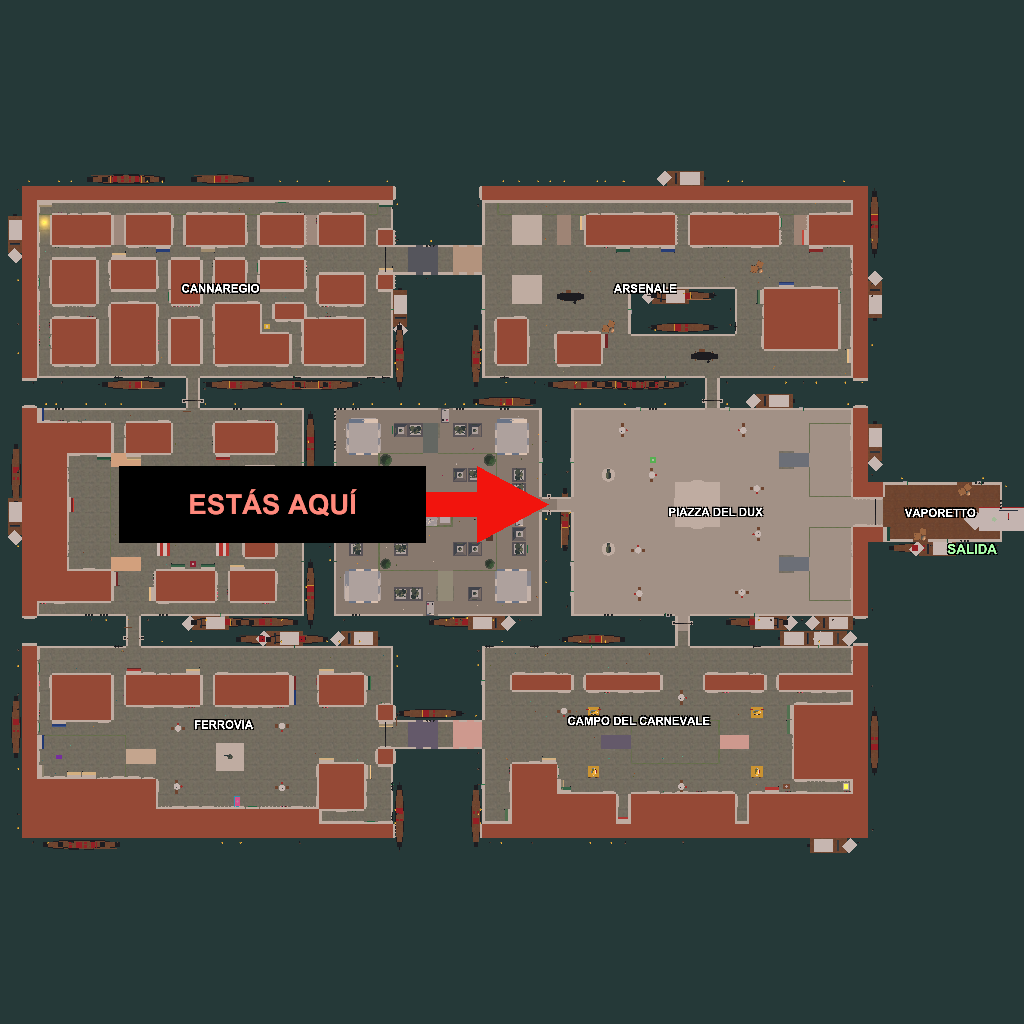 CANNAREGIO
ARSENALE
ESTÁS AQUÍ
PIAZZA DEL DUX
VAPORETTO
SALIDA
FERROVIA
CAMPO DEL CARNEVALE